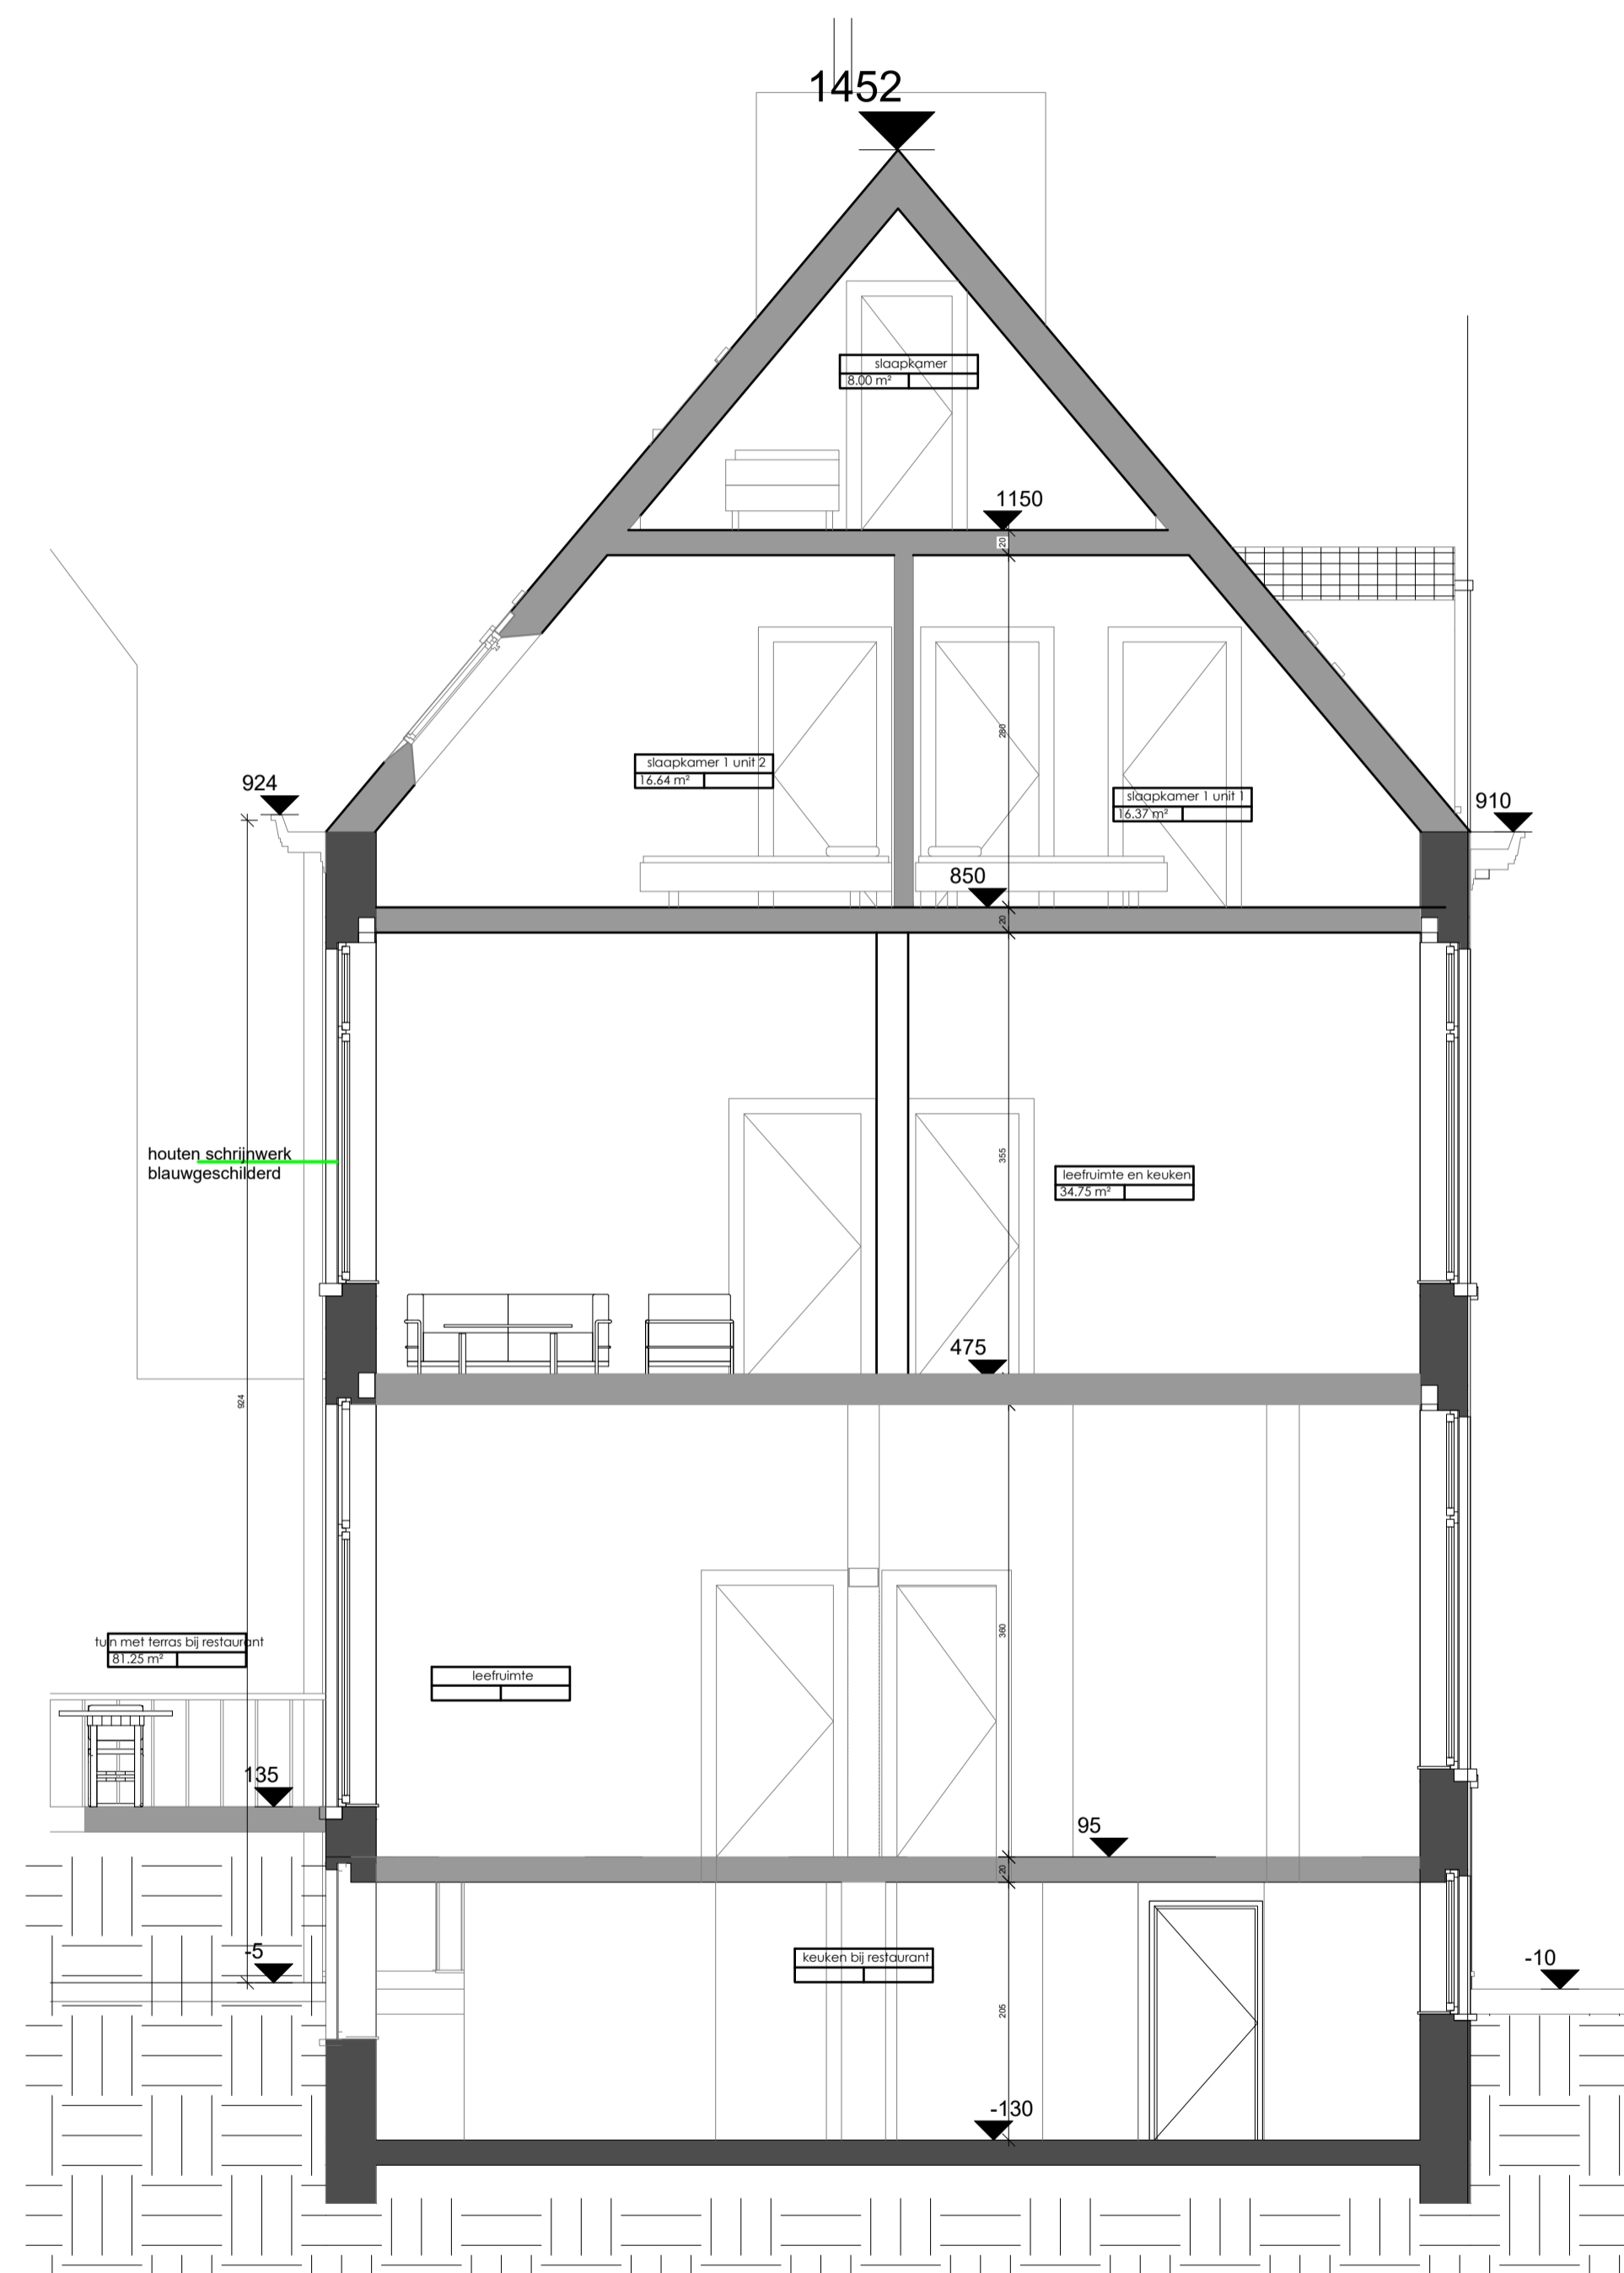 1452
slaapkamer
8.00 m²
1150
20
280
slaapkamer 1 unit 2
16.64 m²
slaapkamer 1 unit 1
16.37 m²
924
910
850
20
houten schrijnwerk
blauwgeschilderd
355
leefruimte en keuken
34.75 m²
475
924
360
tuin met terras bij restaurant
81.25 m²
leefruimte
135
95
20
-5
keuken bij restaurant
-10
205
-130